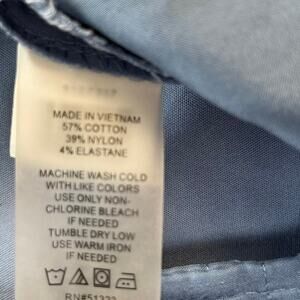 MADE IN VIETNAM
57% COTTON
39% NYLON
4% ELASTANE
MACHINE WASH COLD
WITH LIKE COLORS
USE ONLY NON-
CHLORINE BLEACH
IF NEEDED
TUMBLE DRY LOW
USE WARM IRON
IF NEEDED